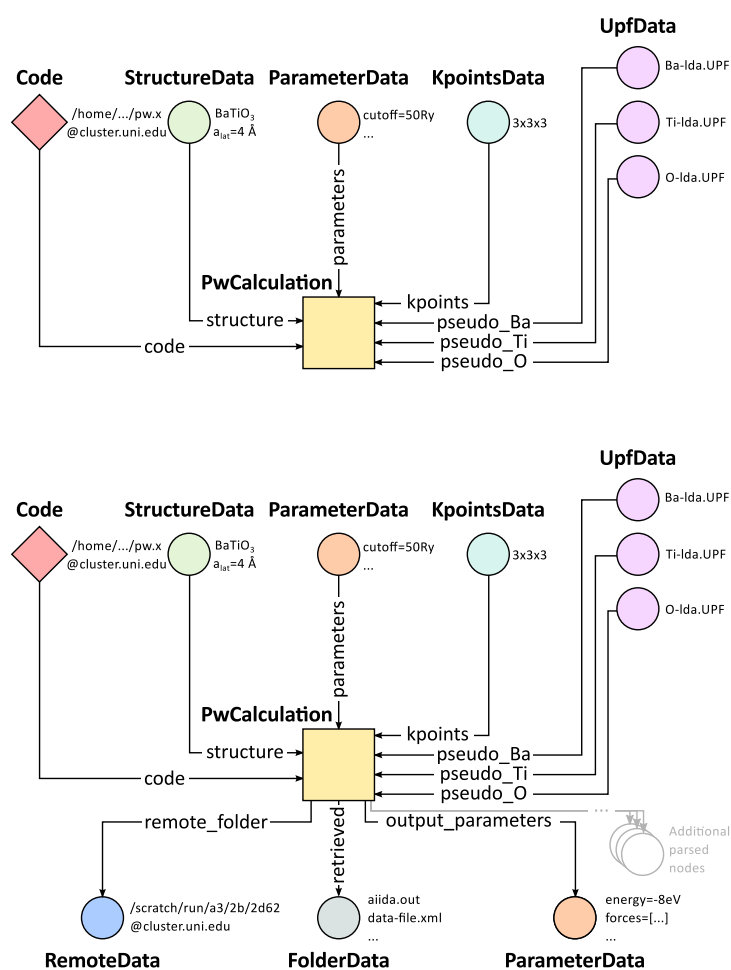 UpfData
Ba-lda.UPF
Code
StructureData
ParameterData
KpointsData
/home/.../pw.x
@cluster.uni.edu
BaTiO₃
aₗₐₜ=4 Å
cutoff=50Ry
...
3x3x3
Ti-lda.UPF
O-lda.UPF
parameters
PwCalculation
kpoints
structure
pseudo_Ba
code
pseudo_Ti
pseudo_O
UpfData
Ba-lda.UPF
Code
StructureData
ParameterData
KpointsData
/home/.../pw.x
@cluster.uni.edu
BaTiO₃
aₗₐₜ=4 Å
cutoff=50Ry
...
3x3x3
Ti-lda.UPF
O-lda.UPF
parameters
PwCalculation
kpoints
structure
pseudo_Ba
code
pseudo_Ti
pseudo_O
...
remote_folder
retrieved
output_parameters
Additional
parsed
nodes
/scratch/run/a3/2b/2d62
@cluster.uni.edu
aiida.out
data-file.xml
...
energy=-8eV
forces=[...]
...
RemoteData
FolderData
ParameterData